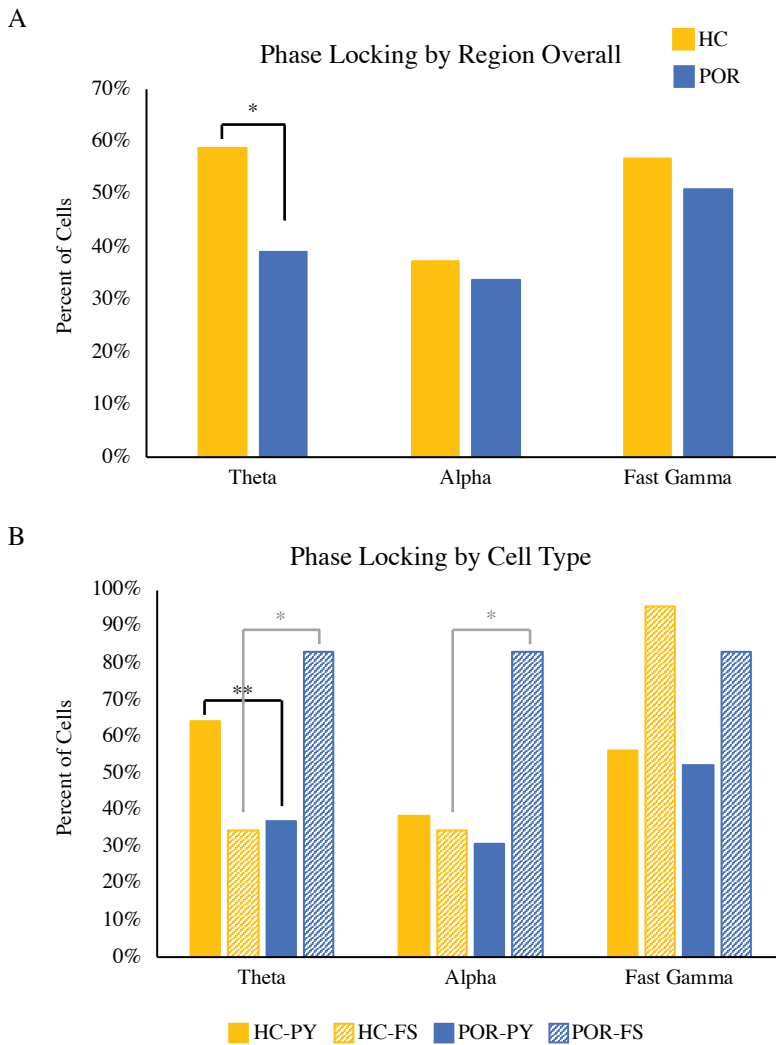 A
Phase Locking by Region Overall
HC
POR
70%
60%
50%
40%
30%
20%
10%
0%
Percent of Cells
*
Theta
Alpha
Fast Gamma
B
Phase Locking by Cell Type
100%
90%
80%
70%
60%
50%
40%
30%
20%
10%
0%
Percent of Cells
*
*
**
Theta
Alpha
Fast Gamma
HC-PY
HC-FS
POR-PY
POR-FS